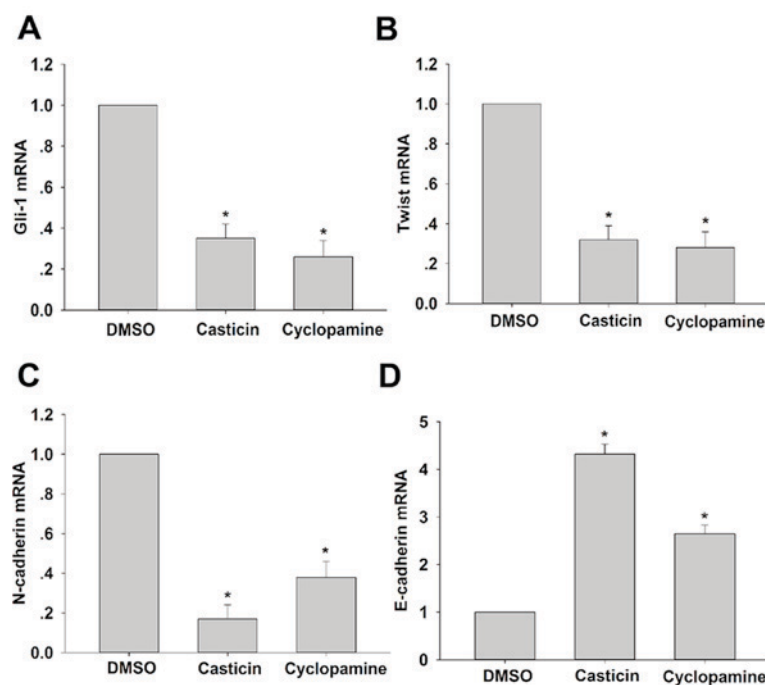 A
Gli-1 mRNA
1.2
1.0
.8
.6
.4
.2
0.0
*
*
DMSO Casticin Cyclopamine
B
Twist mRNA
1.2
1.0
.8
.6
.4
.2
0.0
*
*
DMSO Casticin Cyclopamine
C
N-cadherin mRNA
1.2
1.0
.8
.6
.4
.2
0.0
*
*
DMSO Casticin Cyclopamine
D
E-cadherin mRNA
5
4
3
2
1
0
*
*
DMSO Casticin Cyclopamine